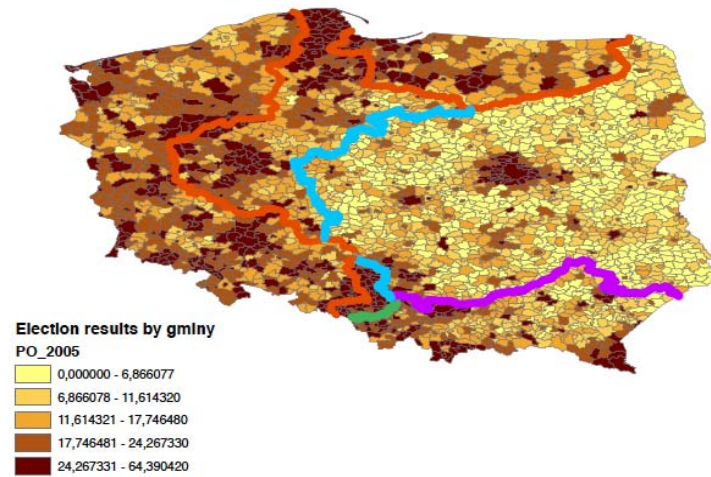 Election results by gminy
PO_2005
0,000000 - 6,866077
6,866078 - 11,614320
11,614321 - 17,746480
17,746481 - 24,267330
24,267331 - 64,390420